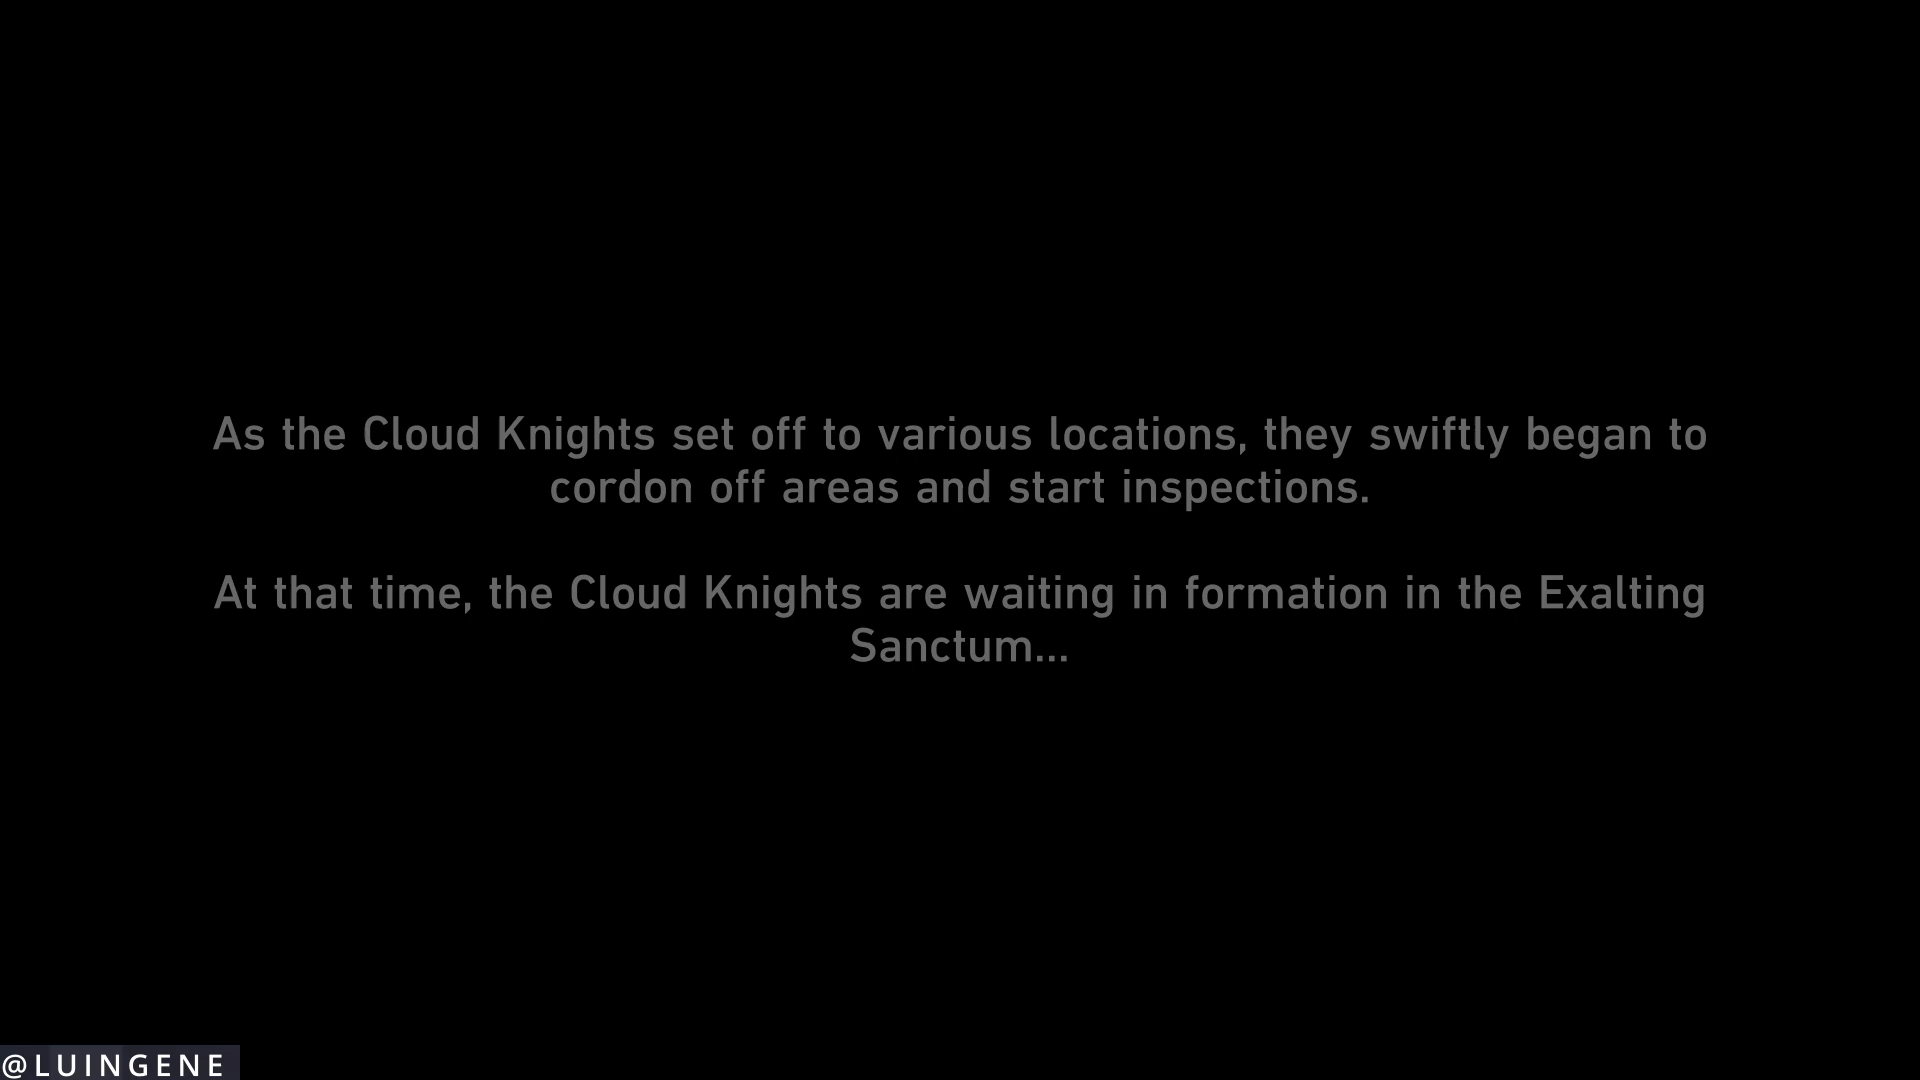 As the Cloud Knights set off to various locations, they swiftly began to
cordon off areas and start inspections.
At that time, the Cloud Knights are waiting in formation in the Exalting
Sanctum...
@LUINGENE